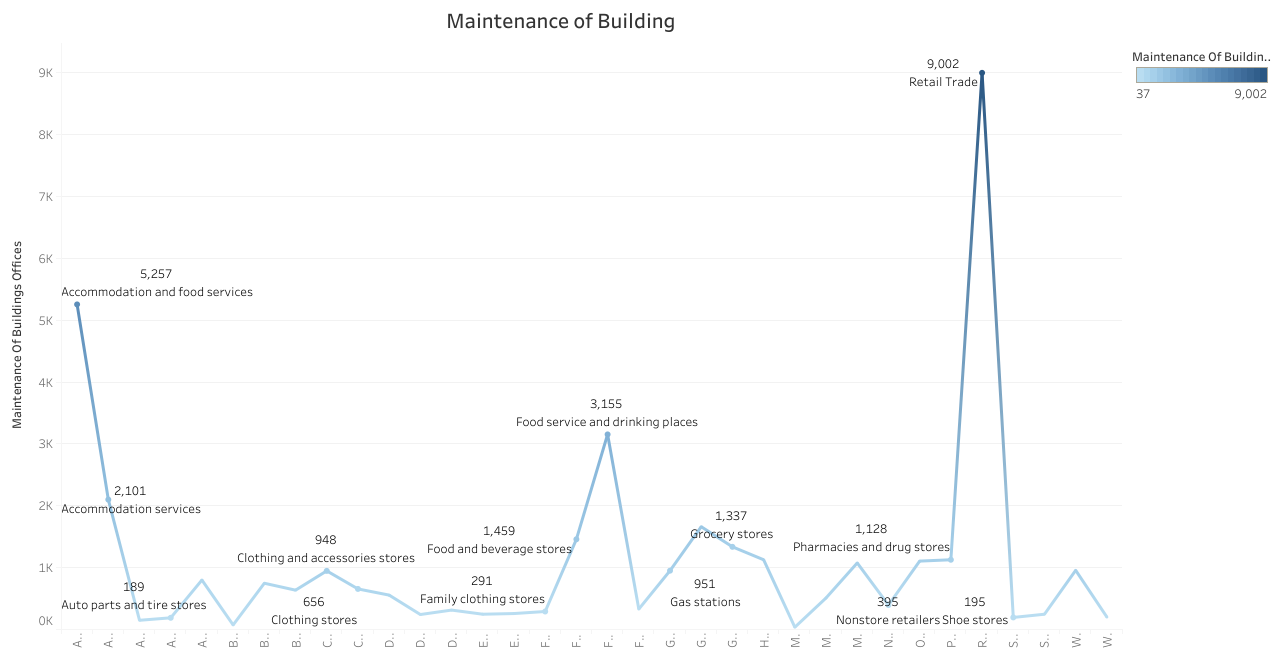 Maintenance of Building
Maintenance Of Buildin..
37 9,002
Maintenance Of Buildings Offices
9K
8K
7K
6K
5K
4K
3K
2K
1K
0K
9,002
Retail Trade
5,257
Accommodation and food services
3,155
Food service and drinking places
2,101
Accommodation services
1,459
Food and beverage stores
1,337
Grocery stores
1,128
Pharmacies and drug stores
948
Clothing and accessories stores
189
Auto parts and tire stores
656
Clothing stores
291
Family clothing stores
951
Gas stations
395
Nonstore retailers
195
Shoe stores
A.. A.. A.. A.. A.. B.. B.. B.. C.. C.. D.. D.. D.. E.. E.. F.. F.. F.. F.. G.. G.. G.. H.. M.. M.. M.. N.. O.. P.. R.. S.. S.. W.. W..